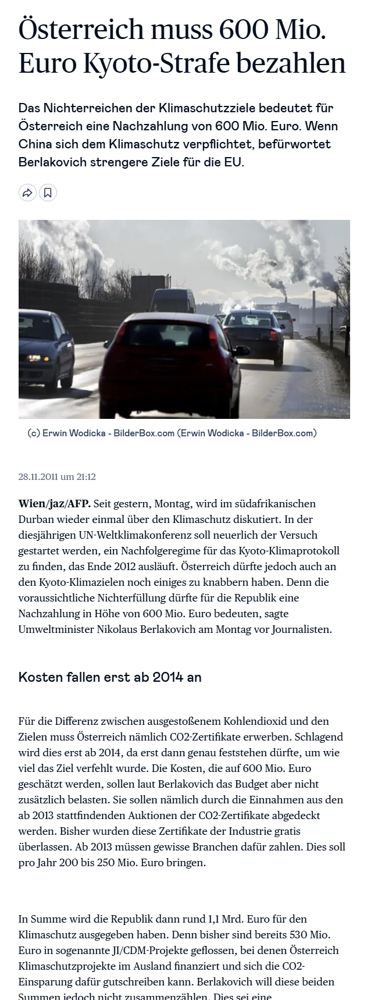 Österreich muss 600 Mio.
Euro Kyoto-Strafe bezahlen
Das Nichterreichen der Klimaschutzziele bedeutet für
Österreich eine Nachzahlung von 600 Mio. Euro. Wenn
China sich dem Klimaschutz verpflichtet, befürwortet
Berlakovich strengere Ziele für die EU.
(c) Erwin Wodicka - BilderBox.com (Erwin Wodicka - BilderBox.com)
28.11.2011 um 21:12
Wien/jaz/AFP. Seit gestern, Montag, wird im südafrikanischen
Durban wieder einmal über den Klimaschutz diskutiert. In der
diesjährigen UN-Weltklimakonferenz soll neuerlich der Versuch
gestartet werden, ein Nachfolgeregime für das Kyoto-Klimaprotokoll
zu finden, das Ende 2012 ausläuft. Österreich dürfte jedoch auch an
den Kyoto-Klimazielen noch einiges zu knabbern haben. Denn die
voraussichtliche Nichterfüllung dürfte für die Republik eine
Nachzahlung in Höhe von 600 Mio. Euro bedeuten, sagte
Umweltminister Nikolaus Berlakovich am Montag vor Journalisten.
Kosten fallen erst ab 2014 an
Für die Differenz zwischen ausgestoßenem Kohlendioxid und den
Zielen muss Österreich nämlich CO2-Zertifikate erwerben. Schlagend
wird dies erst ab 2014, da erst dann genau feststehen dürfte, um wie
viel das Ziel verfehlt wurde. Die Kosten, die auf 600 Mio. Euro
geschätzt werden, sollen laut Berlakovich das Budget aber nicht
zusätzlich belasten. Sie sollen nämlich durch die Einnahmen aus den
ab 2013 stattfindenden Auktionen der CO2-Zertifikate abgedeckt
werden. Bisher wurden diese Zertifikate der Industrie gratis
überlassen. Ab 2013 müssen gewisse Branchen dafür zahlen. Dies soll
pro Jahr 200 bis 250 Mio. Euro bringen.
In Summe wird die Republik dann rund 1,1 Mrd. Euro für den
Klimaschutz ausgegeben haben. Denn bisher sind bereits 530 Mio.
Euro in sogenannte JI/CDM-Projekte geflossen, bei denen Österreich
Klimaschutzprojekte im Ausland finanziert und sich die CO2-
Einsparung dafür gutschreiben kann. Berlakovich will diese beiden
Summen jedoch nicht zusammenzählen. Dies sei eine